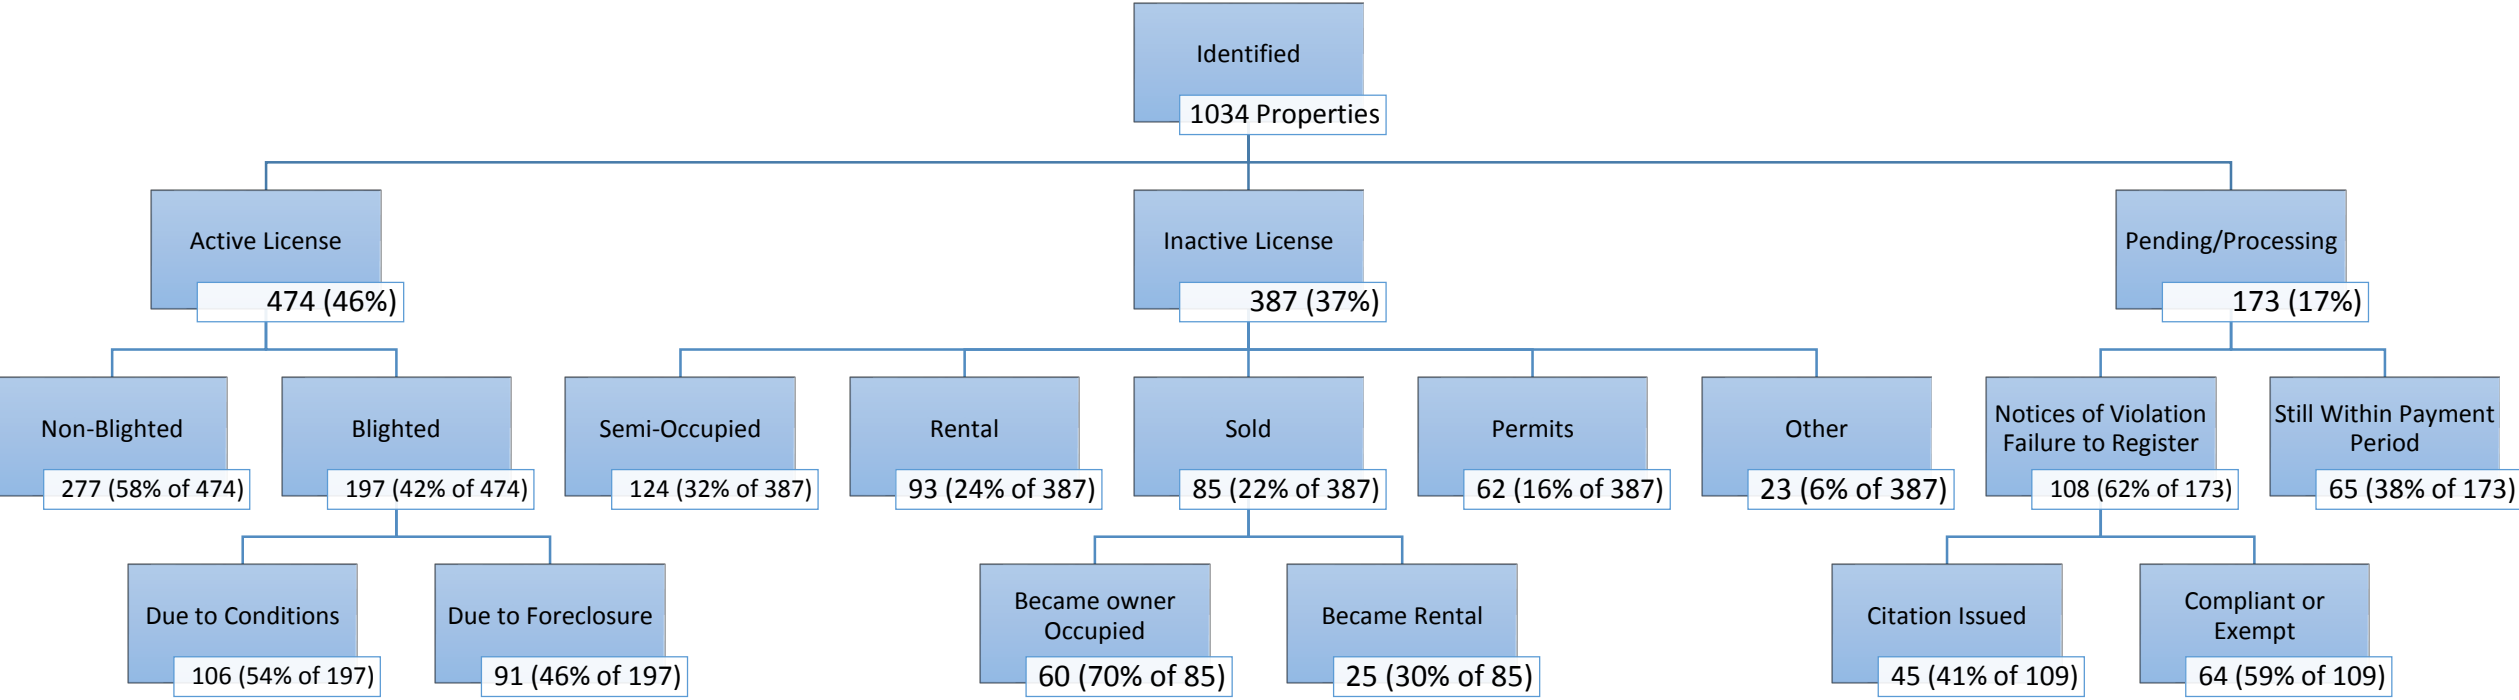 Identified
1034 Properties
Active License
474 (46%)
Inactive License
387 (37%)
Pending/Processing
173 (17%)
Non-Blighted
277 (58% of 474)
Blighted
197 (42% of 474)
Semi-Occupied
124 (32% of 387)
Rental
93 (24% of 387)
Sold
85 (22% of 387)
Permits
62 (16% of 387)
Other
23 (6% of 387)
Notices of Violation
Failure to Register
108 (62% of 173)
Still Within Payment
Period
65 (38% of 173)
Due to Conditions
106 (54% of 197)
Due to Foreclosure
91 (46% of 197)
Became owner
Occupied
60 (70% of 85)
Became Rental
25 (30% of 85)
Citation Issued
45 (41% of 109)
Compliant or
Exempt
64 (59% of 109)